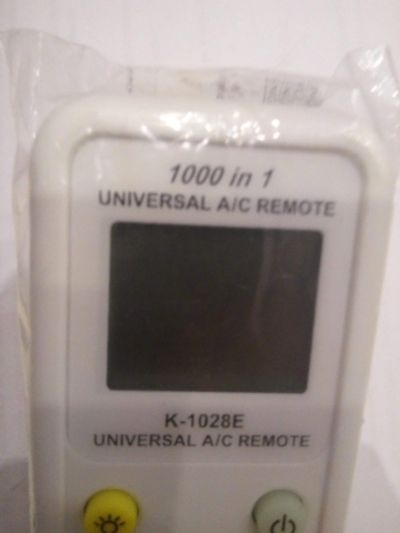 1000 in 1
UNIVERSAL A/C REMOTE
K-1028E
UNIVERSAL A/C REMOTE